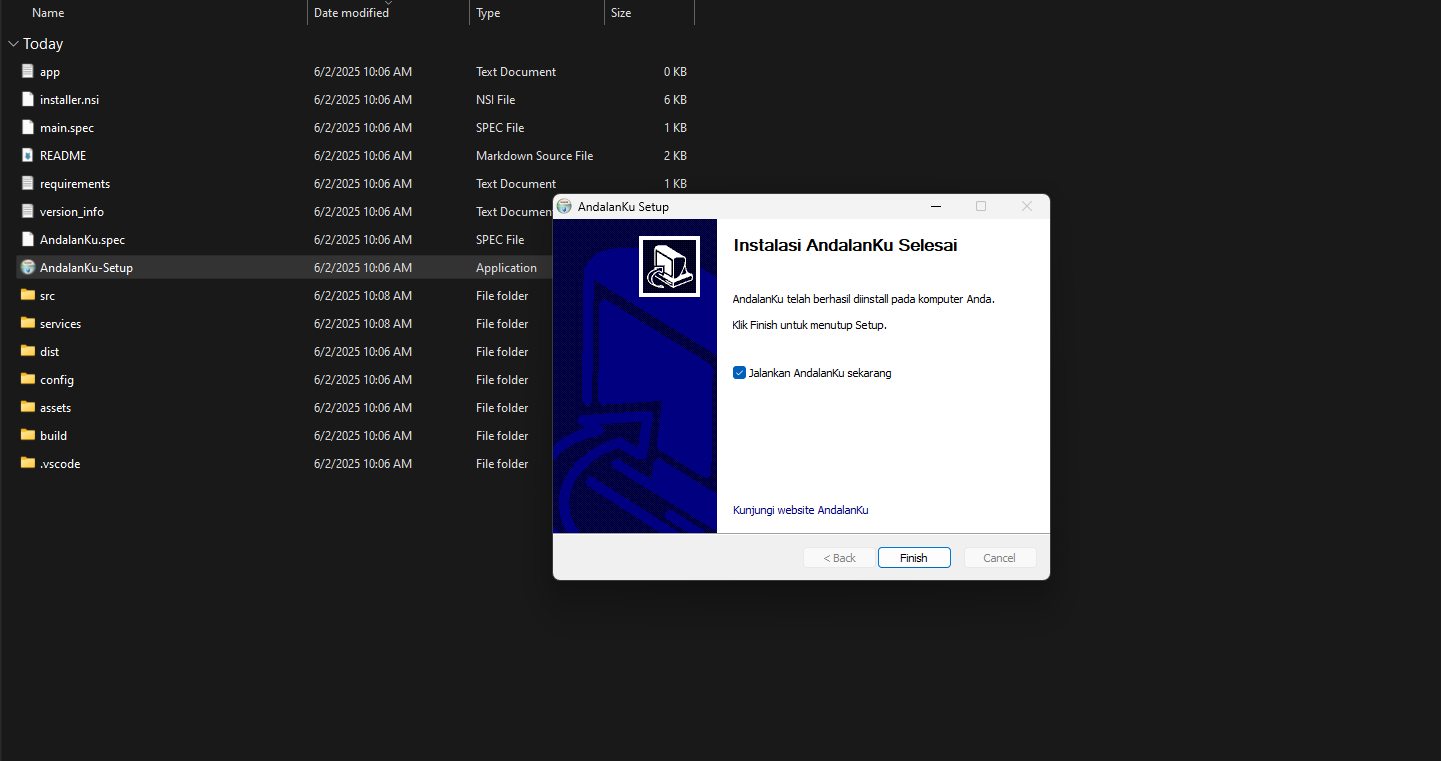 Name Date modified Type Size
Today
app 6/2/2025 10:06 AM Text Document 0 KB
installer.nsi 6/2/2025 10:06 AM NSI File 6 KB
main.spec 6/2/2025 10:06 AM SPEC File 1 KB
README 6/2/2025 10:06 AM Markdown Source File 2 KB
requirements 6/2/2025 10:06 AM Text Document 1 KB
version_info 6/2/2025 10:06 AM Text Documen
AndalanKu.spec 6/2/2025 10:06 AM SPEC File
AndalanKu-Setup 6/2/2025 10:06 AM Application
src 6/2/2025 10:08 AM File folder
services 6/2/2025 10:08 AM File folder
dist 6/2/2025 10:06 AM File folder
config 6/2/2025 10:06 AM File folder
assets 6/2/2025 10:06 AM File folder
build 6/2/2025 10:06 AM File folder
.vscode 6/2/2025 10:06 AM File folder
AndalanKu Setup
Instalasi AndalanKu Selesai
AndalanKu telah berhasil diinstall pada komputer Anda.
Klik Finish untuk menutup Setup.
Jalankan AndalanKu sekarang
Kunjungi website AndalanKu
< Back Finish Cancel